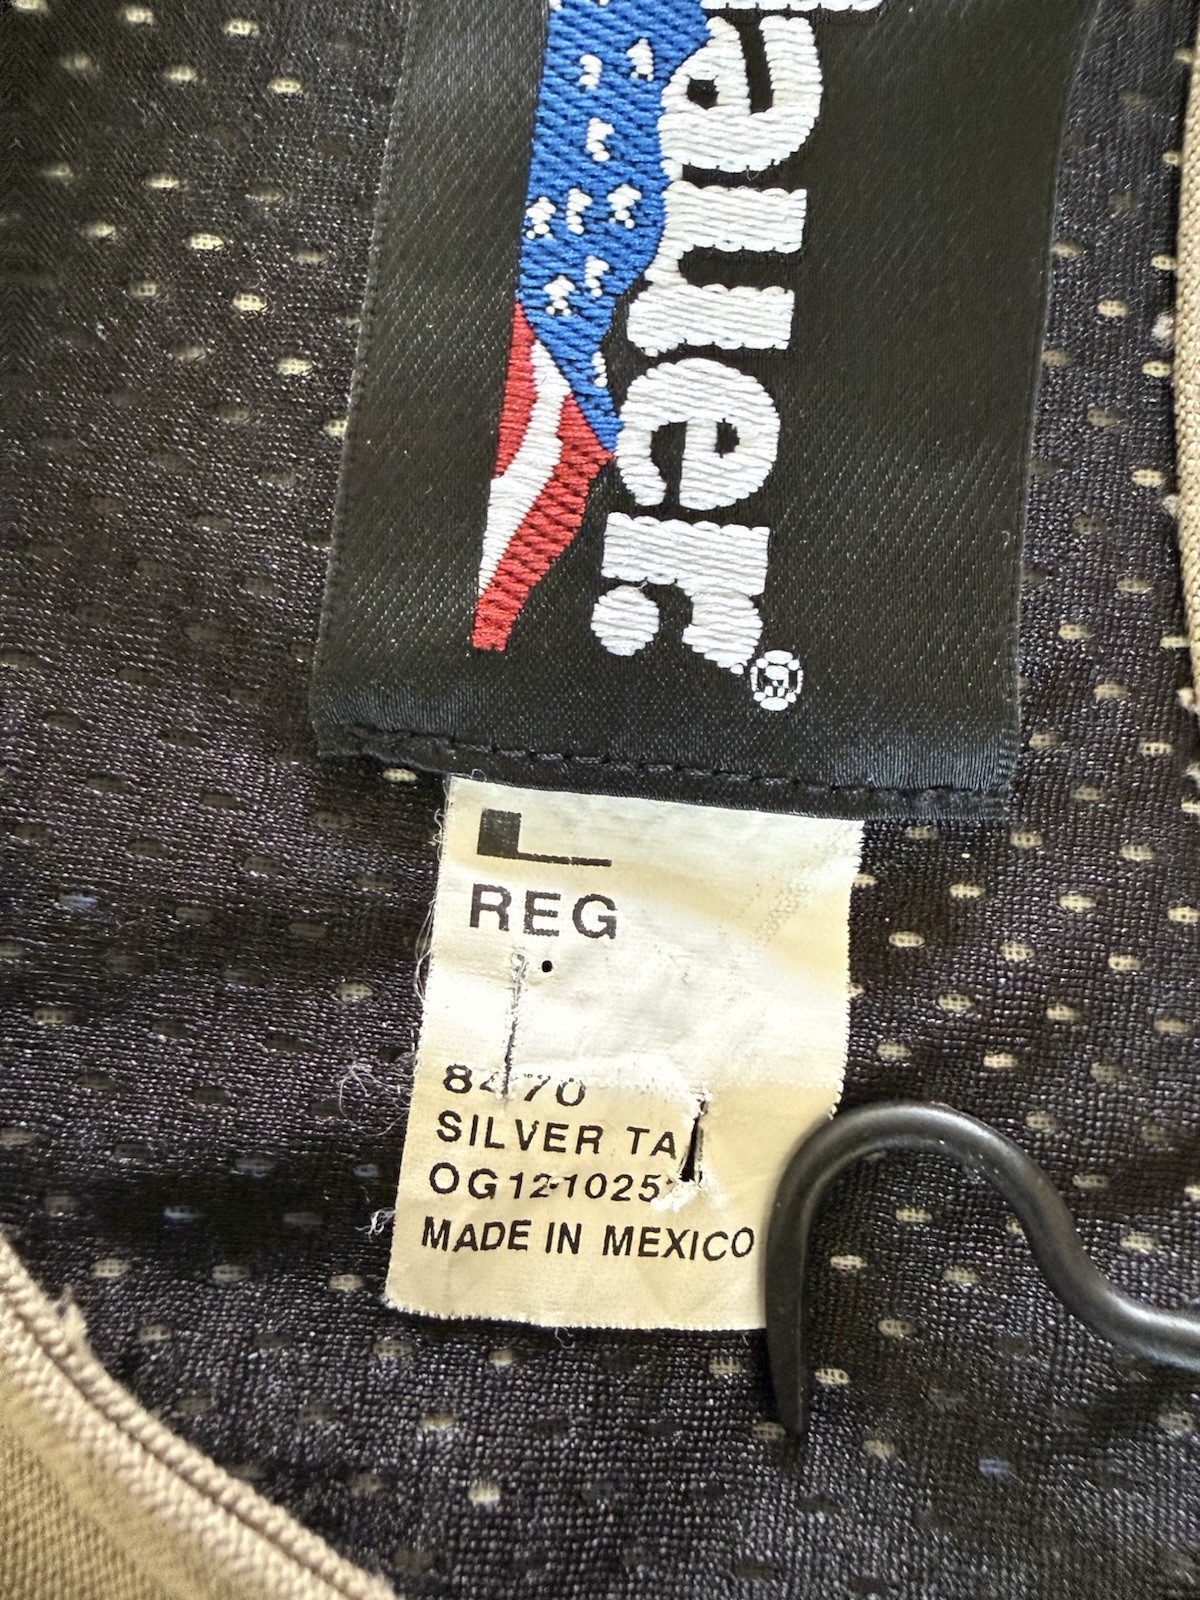 auer.®
L
REG
8470
SILVER TA
OG12-1025
MADE IN MEXICO